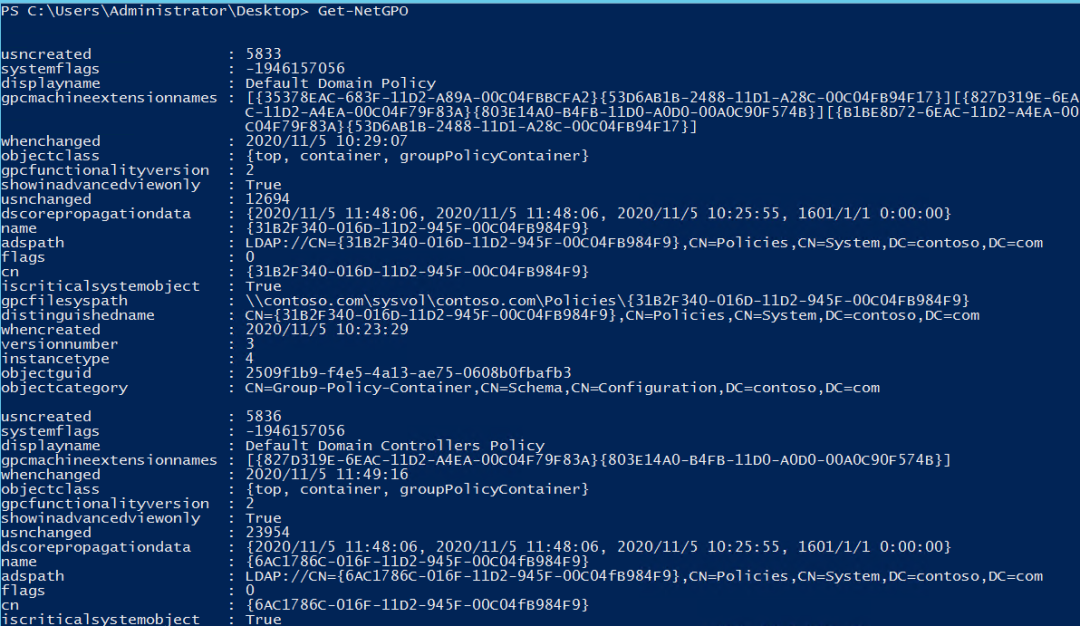 PS C:\Users\Administrator\Desktop> Get-NetGPO
usncreated : 5833
systemflags : -1946157056
displayname : Default Domain Policy
gpcmachineextensionnames : [{35378EAC-683F-11D2-A89A-00C04FBBCFA2}{53D6AB1B-2488-11D1-A28C-00C04FB94F17}][{827D319E-6EA
C-11D2-A4EA-00C04F79F83A}{803E14A0-B4FB-11D0-A0D0-00A0C90F574B}][{B1BE8D72-6EAC-11D2-A4EA-00
C04F79F83A}{53D6AB1B-2488-11D1-A28C-00C04FB94F17}]
whenchanged : 2020/11/5 10:29:07
objectclass : {top, container, groupPolicyContainer}
gpcfunctionalityversion : 2
showinadvancedviewonly : True
usnchanged : 12694
dscorepropagationdata : {2020/11/5 11:48:06, 2020/11/5 11:48:06, 2020/11/5 10:25:55, 1601/1/1 0:00:00}
name : {31B2F340-016D-11D2-945F-00C04FB984F9}
adspath : LDAP://CN={31B2F340-016D-11D2-945F-00C04FB984F9},CN=Policies,CN=System,DC=contoso,DC=com
flags : 0
cn : {31B2F340-016D-11D2-945F-00C04FB984F9}
iscriticalsystemobject : True
gpcfilesyspath : \\contoso.com\sysvol\contoso.com\Policies\{31B2F340-016D-11D2-945F-00C04FB984F9}
distinguishedname : CN={31B2F340-016D-11D2-945F-00C04FB984F9},CN=Policies,CN=System,DC=contoso,DC=com
whencreated : 2020/11/5 10:23:29
versionnumber : 3
instancetype : 4
objectguid : 2509f1b9-f4e5-4a13-ae75-0608b0fbafb3
objectcategory : CN=Group-Policy-Container,CN=Schema,CN=Configuration,DC=contoso,DC=com
usncreated : 5836
systemflags : -1946157056
displayname : Default Domain Controllers Policy
gpcmachineextensionnames : [{827D319E-6EAC-11D2-A4EA-00C04F79F83A}{803E14A0-B4FB-11D0-A0D0-00A0C90F574B}]
whenchanged : 2020/11/5 11:49:16
objectclass : {top, container, groupPolicyContainer}
gpcfunctionalityversion : 2
showinadvancedviewonly : True
usnchanged : 23954
dscorepropagationdata : {2020/11/5 11:48:06, 2020/11/5 11:48:06, 2020/11/5 10:25:55, 1601/1/1 0:00:00}
name : {6AC1786C-016F-11D2-945F-00C04fB984F9}
adspath : LDAP://CN={6AC1786C-016F-11D2-945F-00C04fB984F9},CN=Policies,CN=System,DC=contoso,DC=com
flags : 0
cn : {6AC1786C-016F-11D2-945F-00C04fB984F9}
iscriticalsystemobject : True